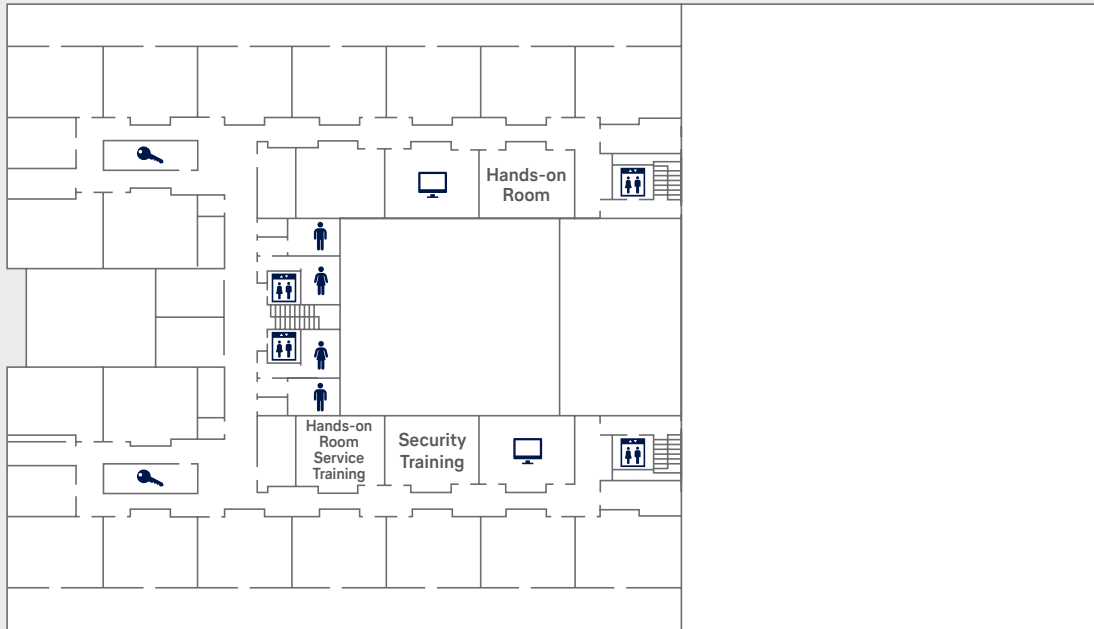 Hands-on
Room
Hands-on
Room
Service
Training
Security
Training